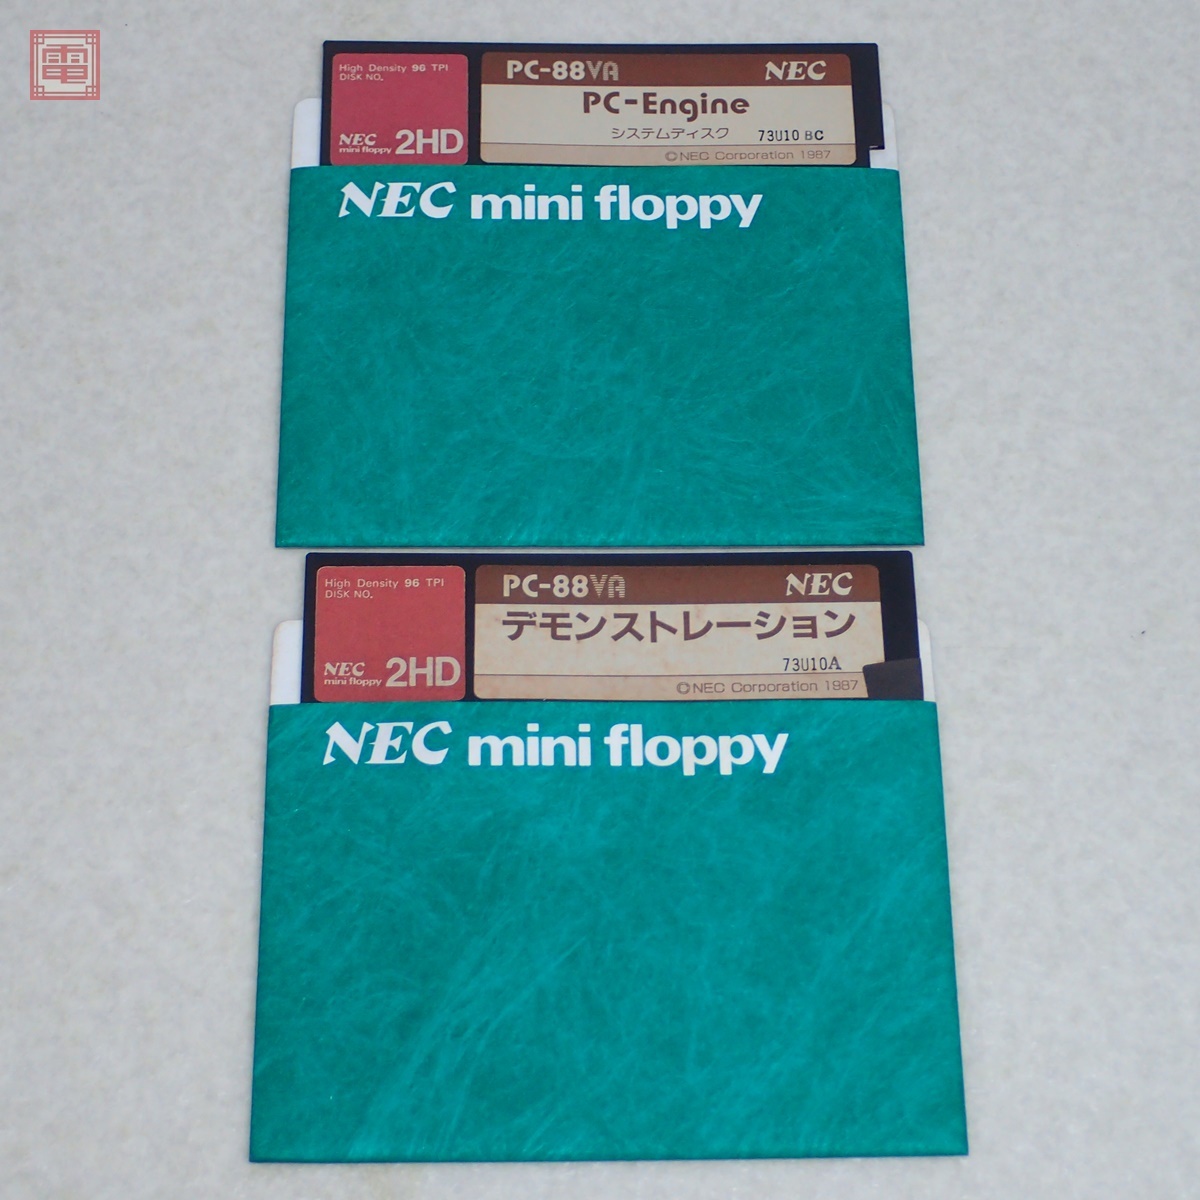 電
High Density 96 TPI
DISK NO.
NEC
mini floppy 2HD
PC-88VA NEC
PC-Engine
システムディスク 73U10 BC
©NEC Corporation 1987
NEC mini floppy
High Density 96 TPI
DISK NO.
NEC
mini floppy 2HD
PC-88VA NEC
デモンストレーション
73U10A
©NEC Corporation 1987
NEC mini floppy